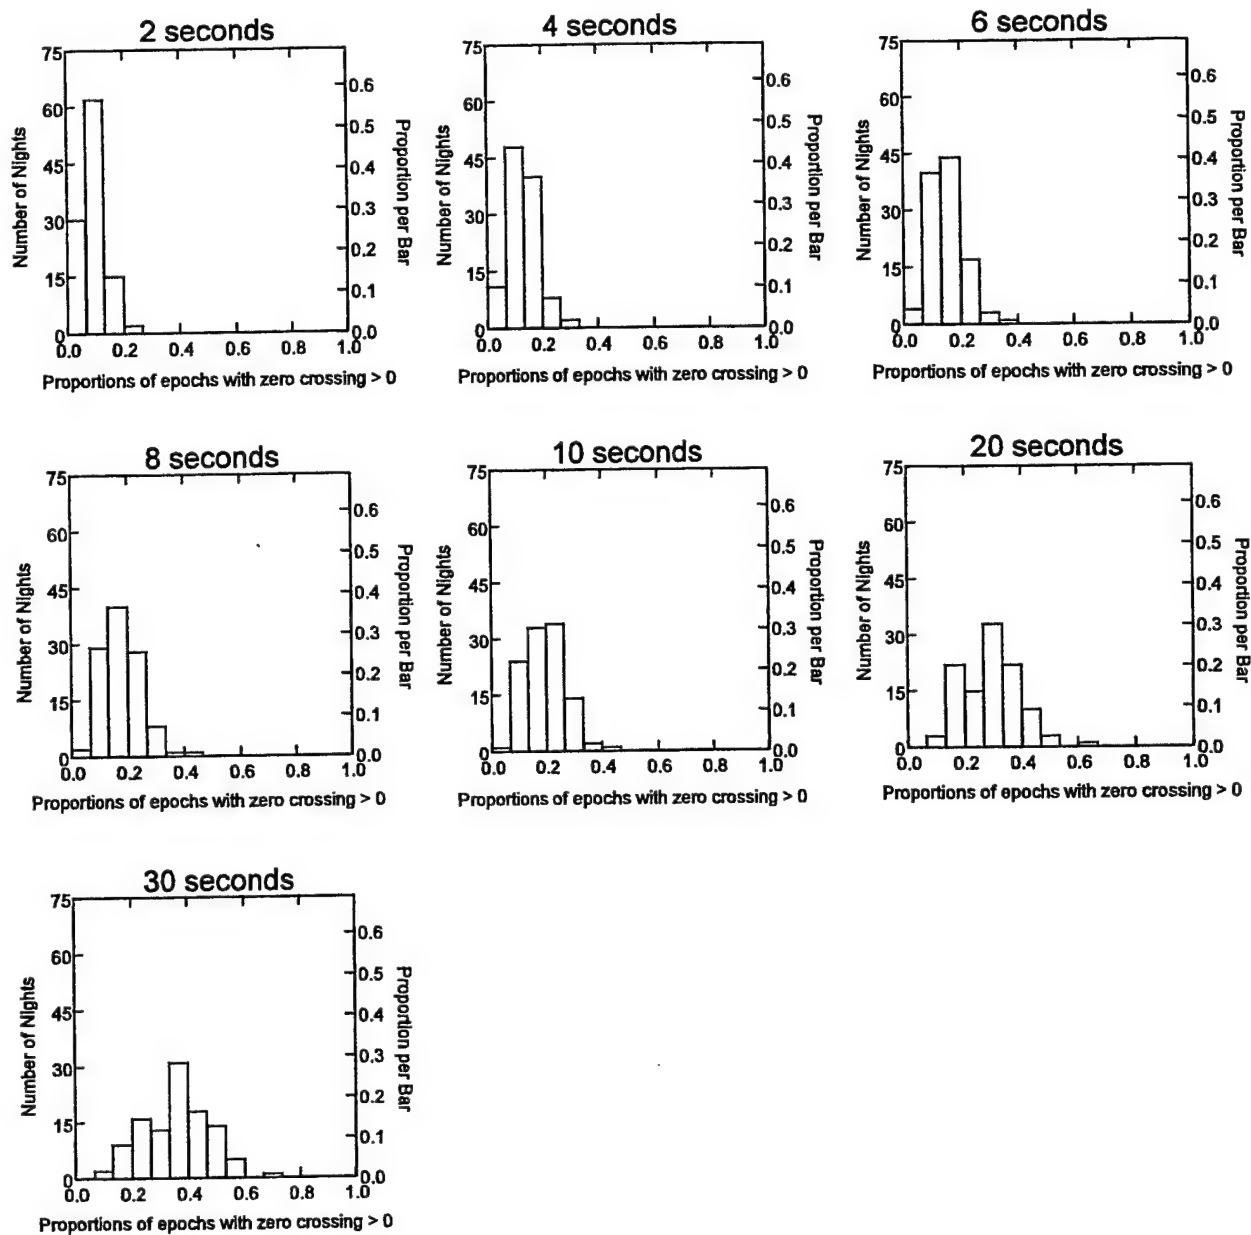 2 seconds
75
60
45
30
15
0
Number of Nights
0.6
0.5
0.4
0.3
0.2
0.1
0.0
Proportion per Bar
0.0 0.2 0.4 0.6 0.8 1.0
Proportions of epochs with zero crossing > 0
4 seconds
75
60
45
30
15
0
Number of Nights
0.6
0.5
0.4
0.3
0.2
0.1
0.0
Proportion per Bar
0.0 0.2 0.4 0.6 0.8 1.0
Proportions of epochs with zero crossing > 0
6 seconds
75
60
45
30
15
0
Number of Nights
0.6
0.5
0.4
0.3
0.2
0.1
0.0
Proportion per Bar
0.0 0.2 0.4 0.6 0.8 1.0
Proportions of epochs with zero crossing > 0
8 seconds
75
60
45
30
15
0
Number of Nights
0.6
0.5
0.4
0.3
0.2
0.1
0.0
Proportion per Bar
0.0 0.2 0.4 0.6 0.8 1.0
Proportions of epochs with zero crossing > 0
10 seconds
75
60
45
30
15
0
Number of Nights
0.6
0.5
0.4
0.3
0.2
0.1
0.0
Proportion per Bar
0.0 0.2 0.4 0.6 0.8 1.0
Proportions of epochs with zero crossing > 0
20 seconds
75
60
45
30
15
0
Number of Nights
0.6
0.5
0.4
0.3
0.2
0.1
0.0
Proportion per Bar
0.0 0.2 0.4 0.6 0.8 1.0
Proportions of epochs with zero crossing > 0
30 seconds
75
60
45
30
15
0
Number of Nights
0.6
0.5
0.4
0.3
0.2
0.1
0.0
Proportion per Bar
0.0 0.2 0.4 0.6 0.8 1.0
Proportions of epochs with zero crossing > 0